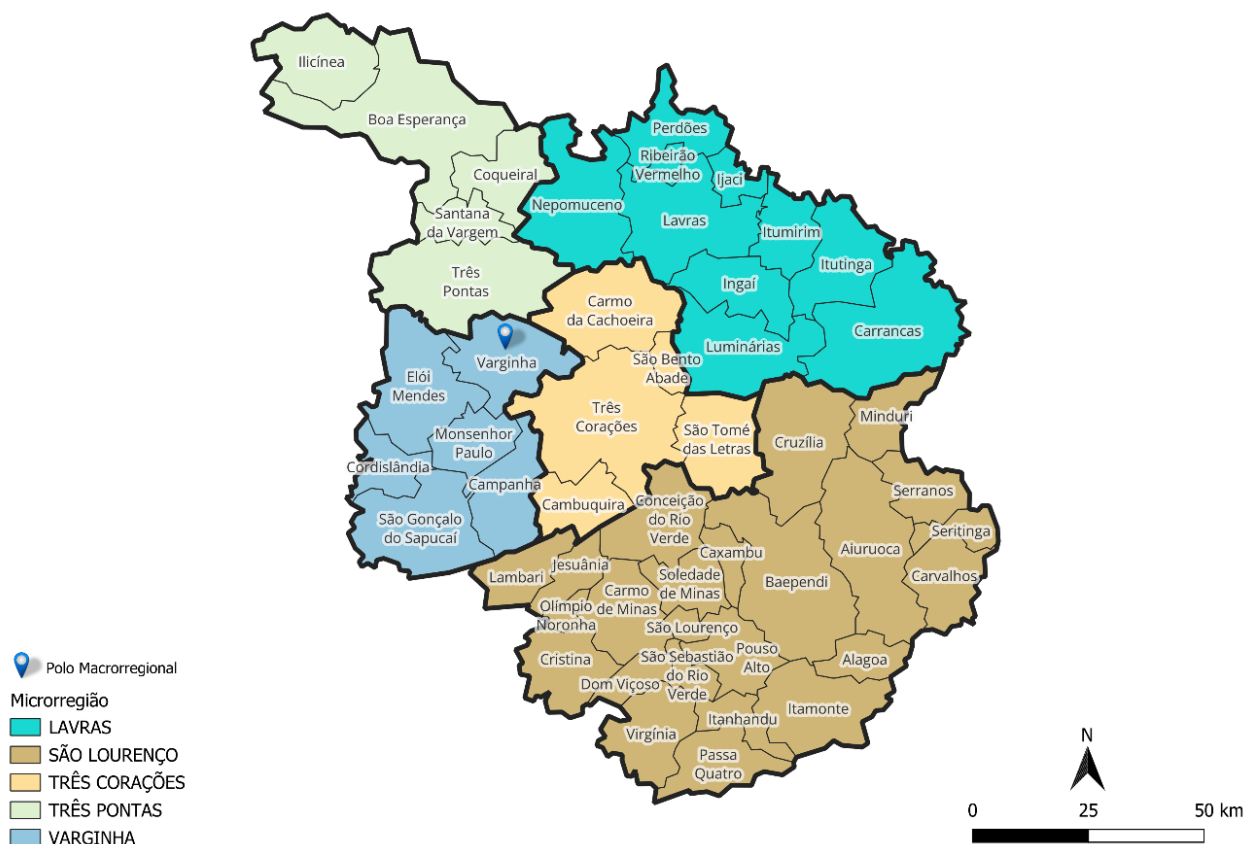 Ilicínea
Boa Esperança
Coqueiral
Santana
da Vargem
Três
Pontas
Perdões
Ribeirão
Vermelho
Ijaci
Nepomuceno
Lavras
Itumirim
Itutinga
Ingaí
Carrancas
Luminárias
Carmo
da Cachoeira
São Bento
Abade
Três
Corações
São Tomé
das Letras
Cambuquira
Varginha
Elói
Mendes
Monsenhor
Paulo
Cordislândia
Campanha
São Gonçalo
do Sapucaí
Minduri
Cruzília
Serranos
Seritinga
Conceição
do Rio
Verde
Caxambu
Aiuruoca
Carvalhos
Baependi
Jesuânia
Lambari
Soledade
de Minas
Carmo
de Minas
Olímpio
Noronha
São Lourenço
Pouso
Alto
Alagoa
Cristina
São Sebastião
do Rio
Verde
Dom Viçoso
Itamonte
Itanhandu
Virgínia
Passa
Quatro
Polo Macrorregional
Microrregião
LAVRAS
SÃO LOURENÇO
TRÊS CORAÇÕES
TRÊS PONTAS
VARGINHA
N
0 25 50 km